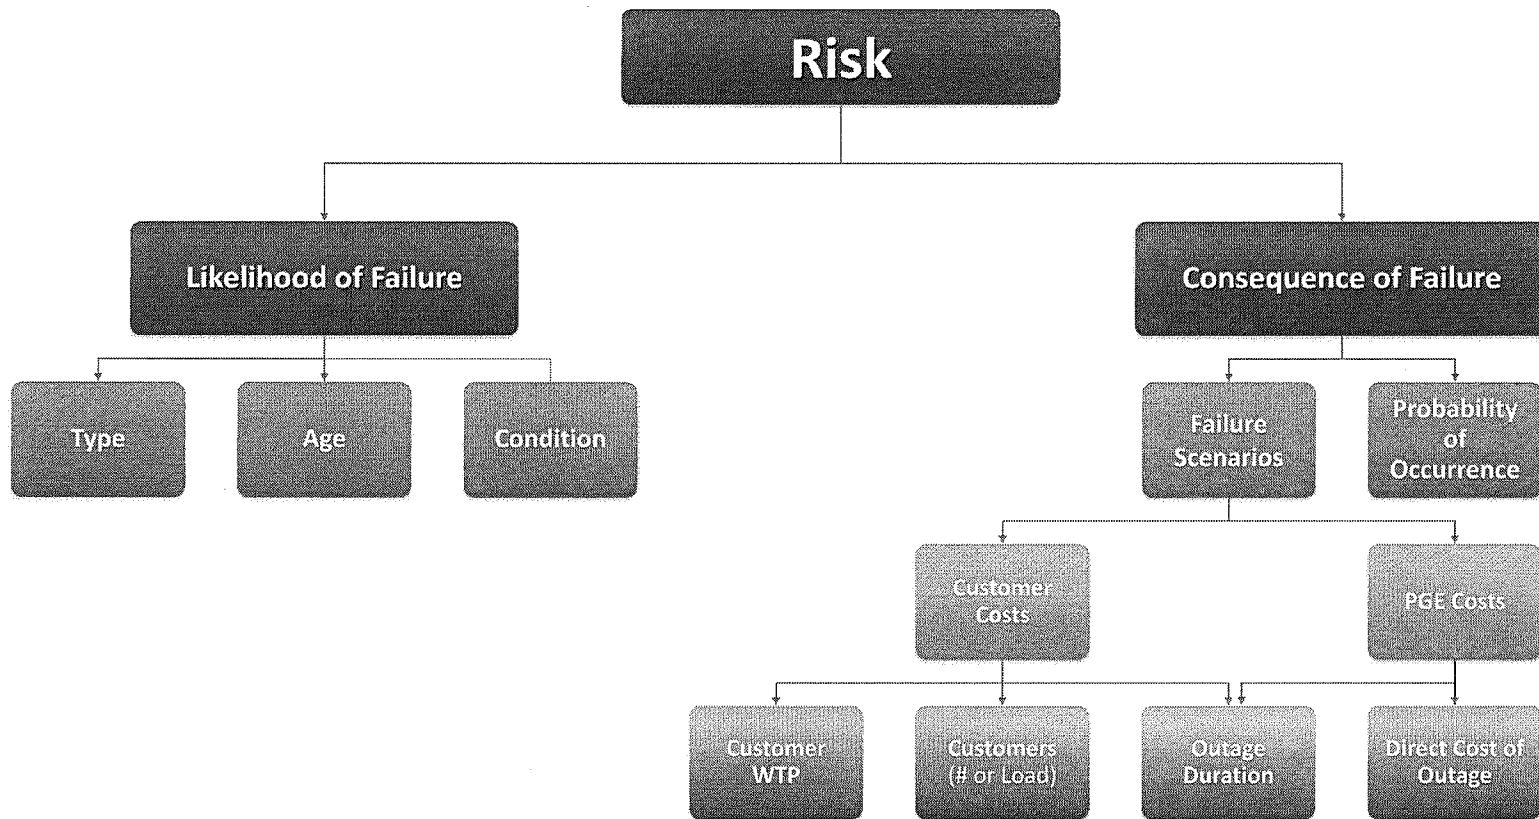 Risk
Likelihood of Failure
Consequence of Failure
Type
Age
Condition
Failure
Scenarios
Probability
of
Occurrence
Customer
Costs
PGE Costs
Customer
WTP
Customers
(# or Load)
Outage
Duration
Direct Cost of
Outage